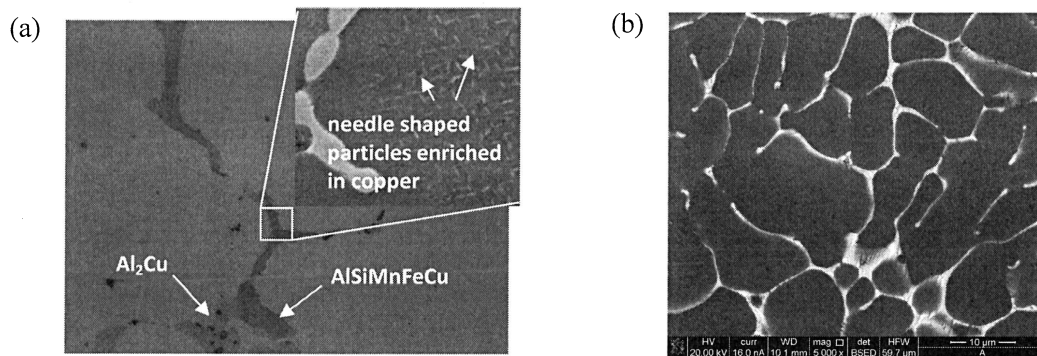 (a)
needle shaped
particles enriched
in copper
Al₂Cu
AlSiMnFeCu
(b)
HV curr WD mag □ det HFW
20.00 kV 16.0 nA 10.1 mm 5 000 x BSED 59.7 µm
10 µm